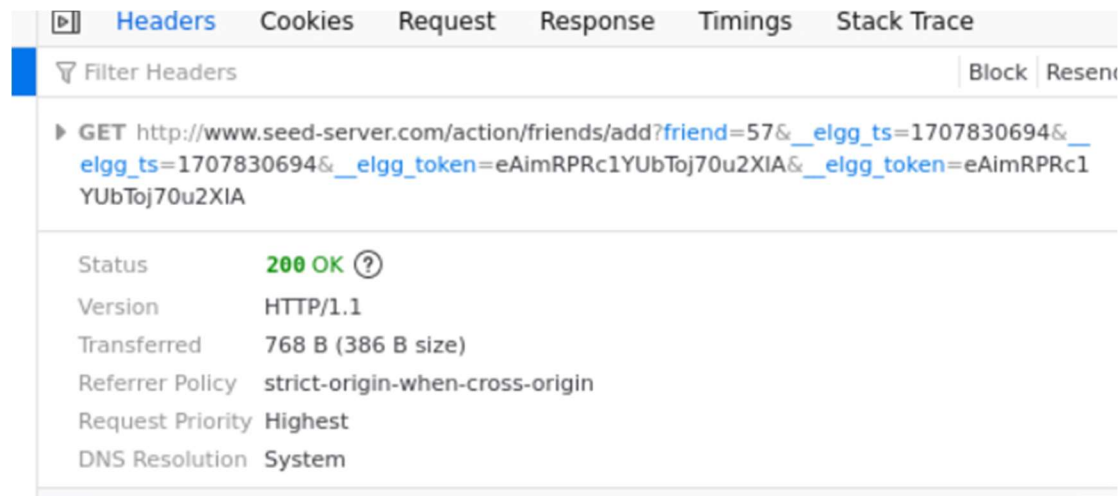 Headers Cookies Request Response Timings Stack Trace
Filter Headers Block Resend
GET http://www.seed-server.com/action/friends/add?friend=57&__elgg_ts=1707830694&__
elgg_ts=1707830694&__elgg_token=eAimRPRc1YUbToj70u2XIA&__elgg_token=eAimRPRc1
YUbToj70u2XIA
Status 200 OK ?
Version HTTP/1.1
Transferred 768 B (386 B size)
Referrer Policy strict-origin-when-cross-origin
Request Priority Highest
DNS Resolution System